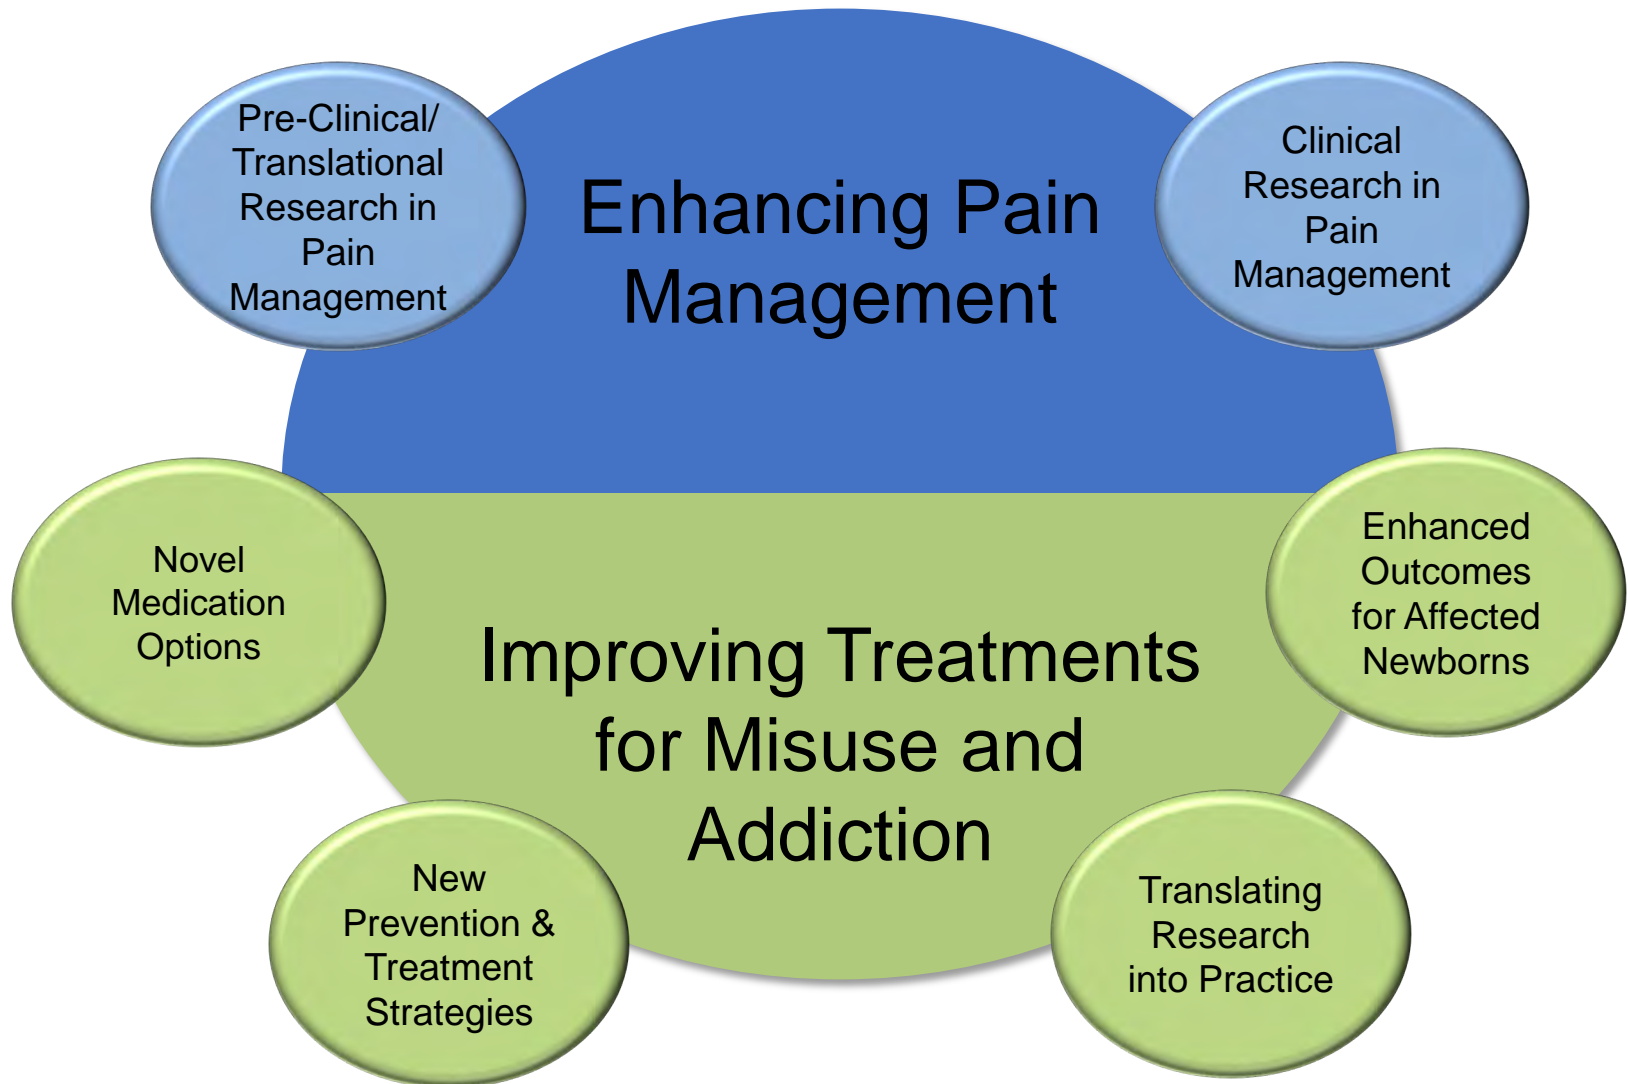 Pre-Clinical/
Translational
Research in
Pain
Management
Enhancing Pain
Management
Clinical
Research in
Pain
Management
Novel
Medication
Options
Improving Treatments
for Misuse and
Addiction
Enhanced
Outcomes
for Affected
Newborns
New
Prevention &
Treatment
Strategies
Translating
Research
into Practice